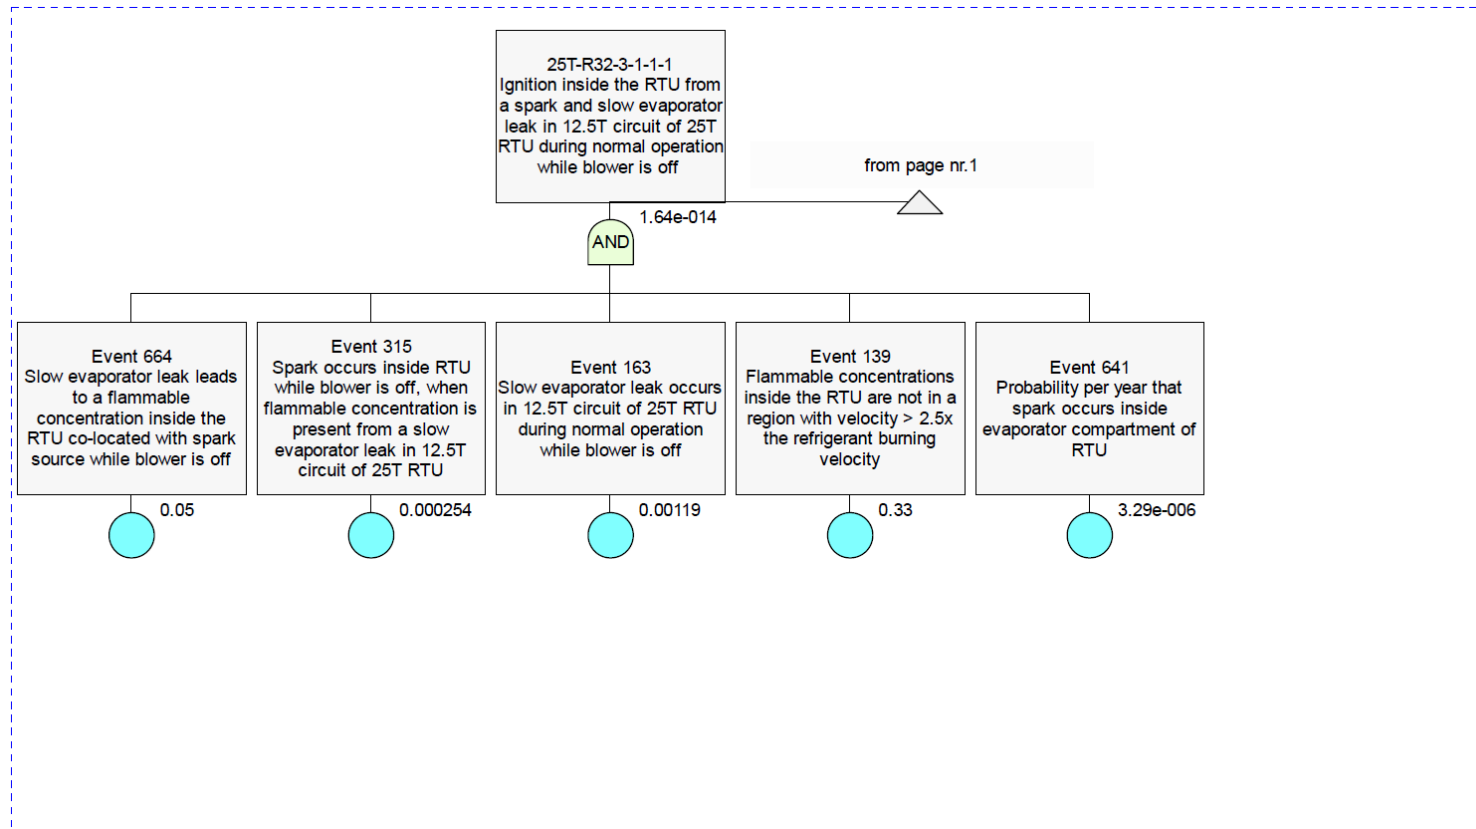 25T-R32-3-1-1-1
Ignition inside the RTU from
a spark and slow evaporator
leak in 12.5T circuit of 25T
RTU during normal operation
while blower is off
from page nr.1
1.64e-014
AND
Event 664
Slow evaporator leak leads
to a flammable
concentration inside the
RTU co-located with spark
source while blower is off
0.05
Event 315
Spark occurs inside RTU
while blower is off, when
flammable concentration is
present from a slow
evaporator leak in 12.5T
circuit of 25T RTU
0.000254
Event 163
Slow evaporator leak occurs
in 12.5T circuit of 25T RTU
during normal operation
while blower is off
0.00119
Event 139
Flammable concentrations
inside the RTU are not in a
region with velocity > 2.5x
the refrigerant burning
velocity
0.33
Event 641
Probability per year that
spark occurs inside
evaporator compartment of
RTU
3.29e-006